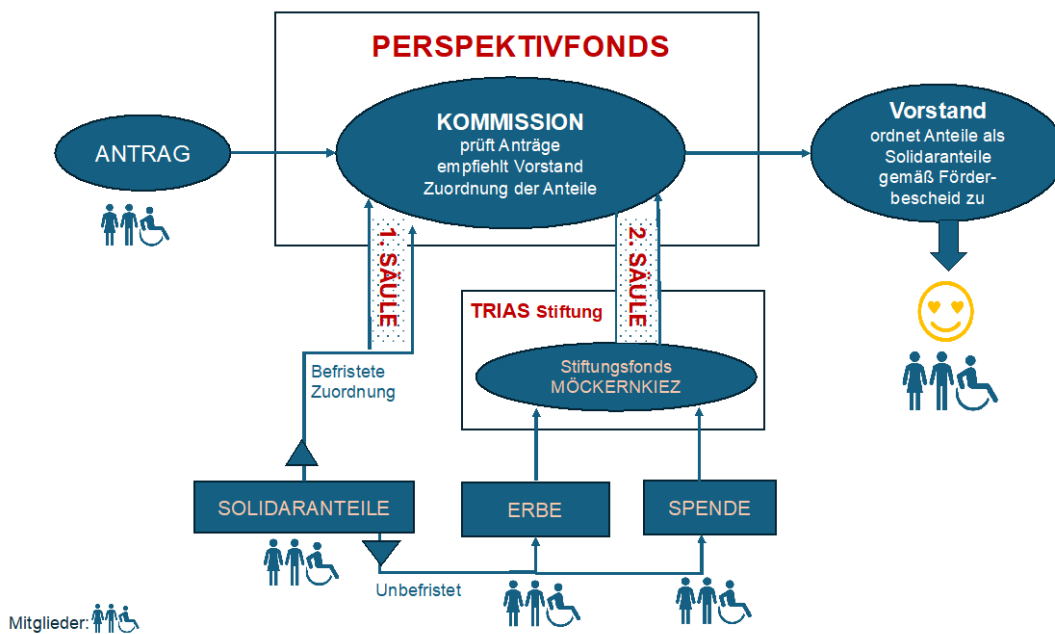 PERSPEKTIVFONDS
ANTRAG
KOMMISSION
prüft Anträge
empfiehlt Vorstand
Zuordnung der Anteile
Vorstand
ordnet Anteile als
Solidaranteile
gemäß Förder-
bescheid zu
1. SÄULE
2. SÄULE
TRIAS Stiftung
Stiftungsfonds
MÖCKERNKIEZ
Befristete
Zuordnung
SOLIDARANTEILE
ERBE
SPENDE
Unbefristet
Mitglieder: